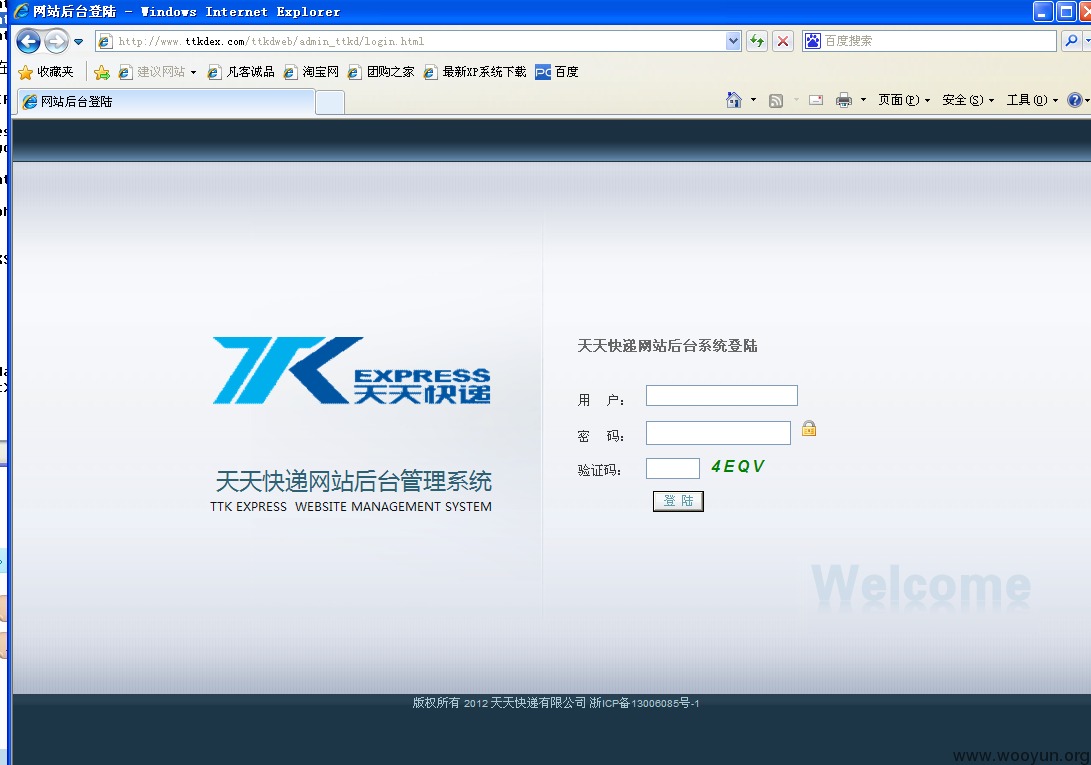 网站后台登陆 - Windows Internet Explorer
http://www.ttkdex.com/ttkdweb/admin_ttkd/login.html
百度搜索
收藏夹 建议网站 凡客诚品 淘宝网 团购之家 最新XP系统下载 PC 百度
网站后台登陆
页面(P) 安全(S) 工具(O)
TTK EXPRESS
天天快递
天天快递网站后台管理系统
TTK EXPRESS WEBSITE MANAGEMENT SYSTEM
天天快递网站后台系统登陆
用 户：
密 码：
验证码： 4EQV
登 陆
Welcome
版权所有 2012 天天快递有限公司 浙ICP备13006085号-1
www.wooyun.org